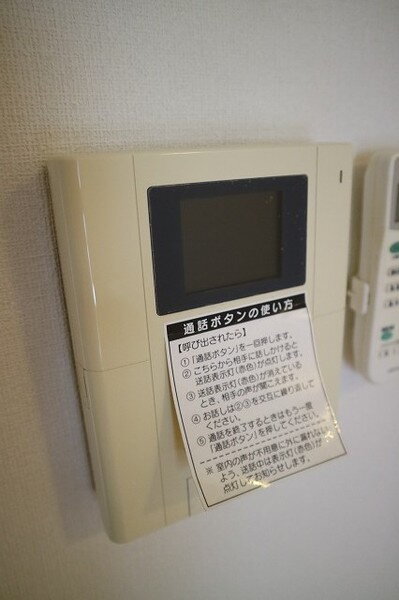 通話ボタンの使い方
【呼び出されたら】
①「通話ボタン」を一回押します。
② こちらから相手に話しかけると
送話表示灯(赤色)が点灯します。
③ 送話表示灯(赤色)が消えている
とき、相手の声が聞こえます。
④ お話しは②③を交互に繰り返して
ください。
⑤ 通話を終了するときはもう一度
「通話ボタン」を押してください。
※ 室内の声が不用意に外に漏れない
よう、送話中は表示灯(赤色)が
点灯してお知らせします。